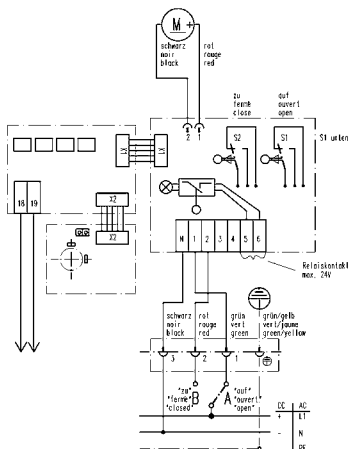 M +
schwarz rot
noir rouge
black red
zu auf
fermé ouvert
close open
2 1
S2 S1
S1 unten
X1 X1
18 19
X2
X2
N 1 2 3 4 5 6
Relaiskontakt
max. 24V
schwarz rot grün grün/gelb
noir rouge vert vert/jaune
black red green green/yellow
3 2 1
"zu" "auf"
"fermé" B A "ouvert"
"closed" "open"
DC AC
+ L1
- N
PE